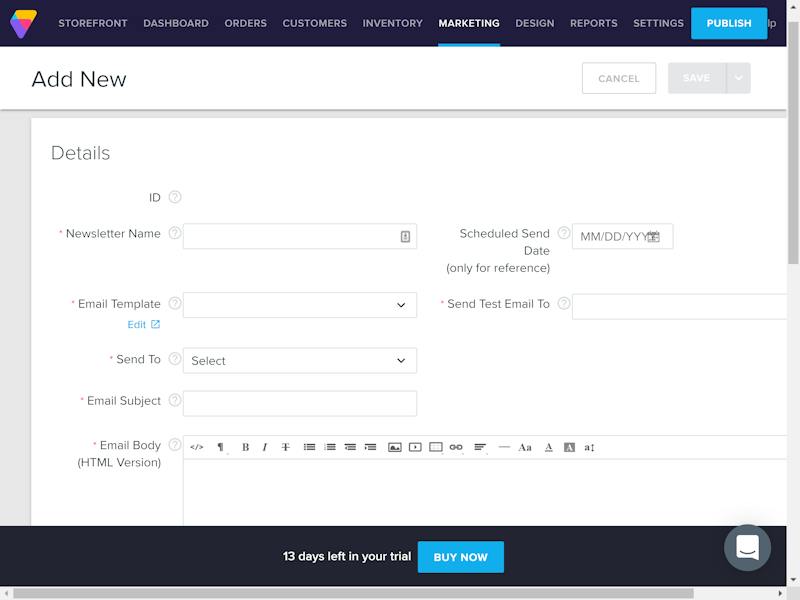 STOREFRONT DASHBOARD ORDERS CUSTOMERS INVENTORY MARKETING DESIGN REPORTS SETTINGS PUBLISH lp
Add New CANCEL SAVE
Details
ID ?
* Newsletter Name ?
Scheduled Send ? MM/DD/YYY
Date
(only for reference)
* Email Template ? * Send Test Email To ?
Edit
* Send To ? Select
* Email Subject ?
* Email Body ? </> ¶ B I T Aa A A a↕
(HTML Version)
13 days left in your trial BUY NOW